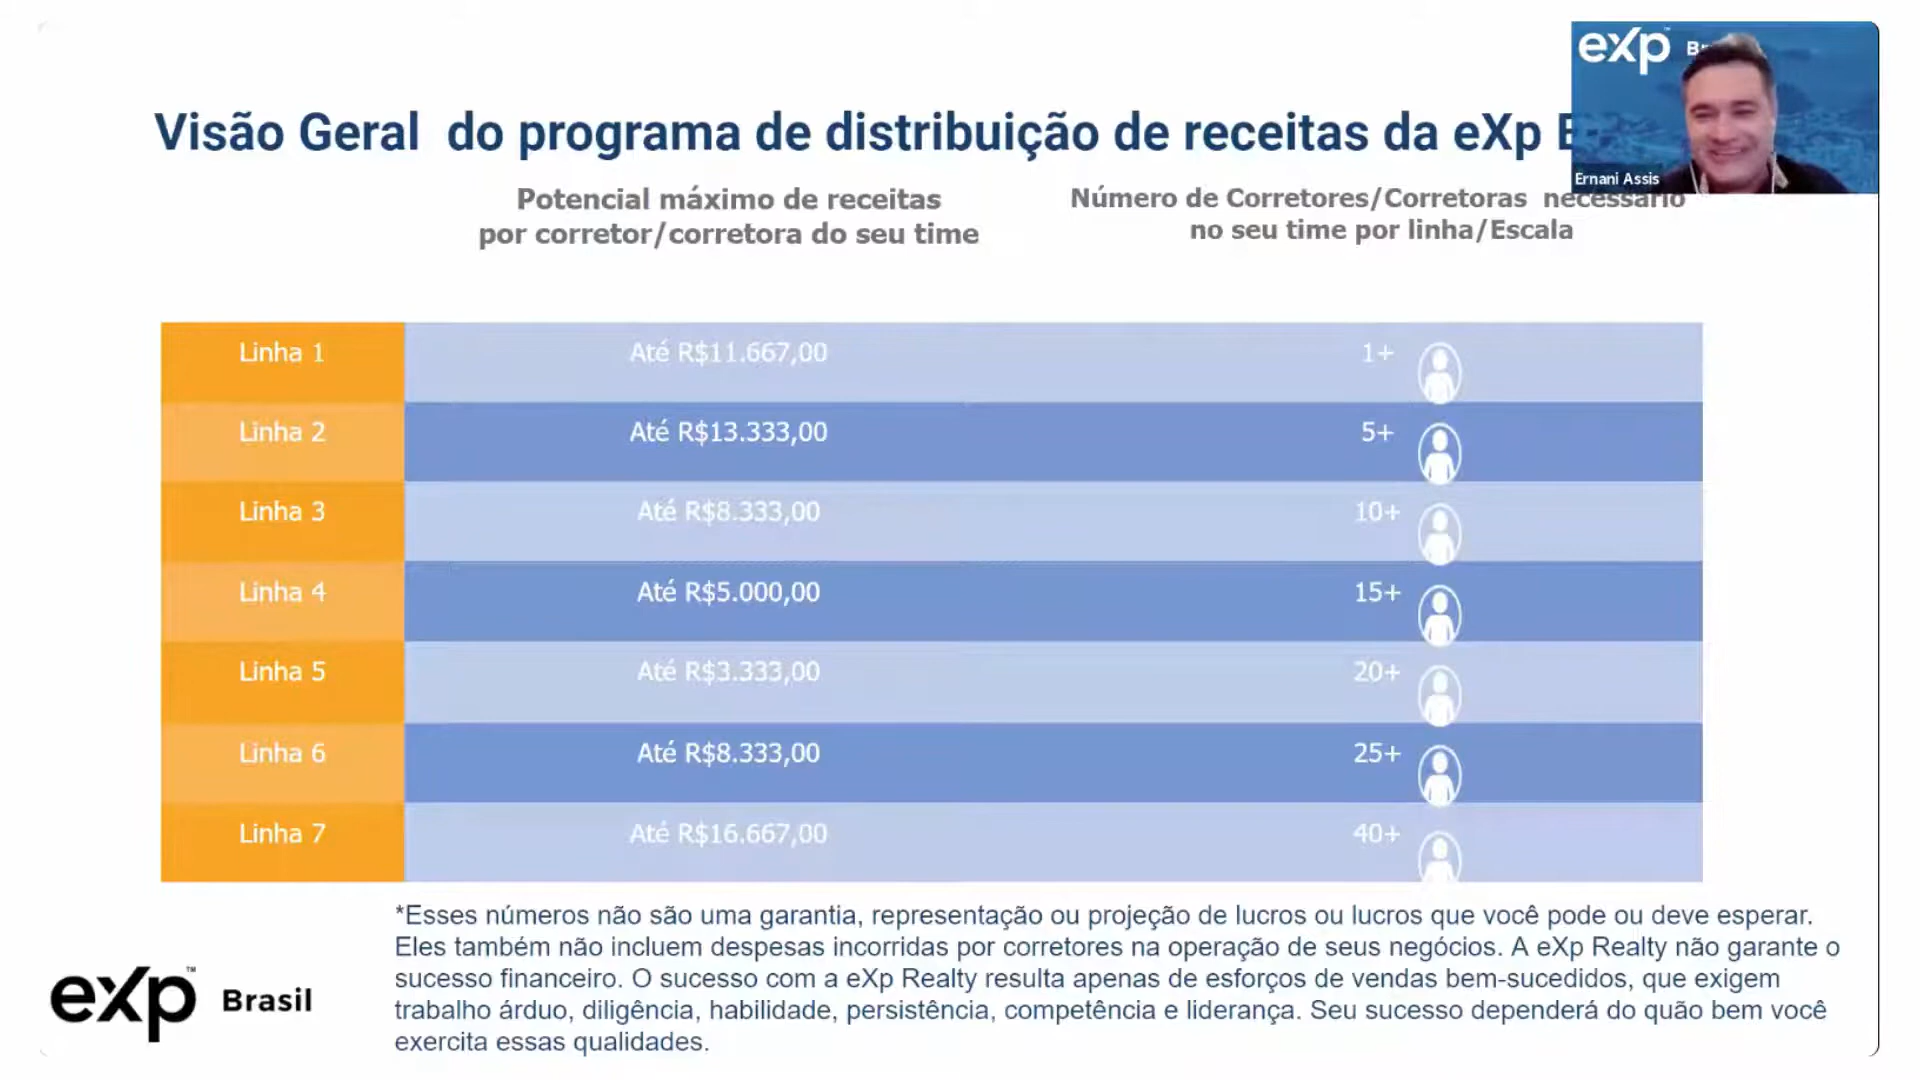 eXp Br
Visão Geral do programa de distribuição de receitas da eXp
Ernani Assis
Potencial máximo de receitas
por corretor/corretora do seu time
Número de Corretores/Corretoras necessário
no seu time por linha/Escala
Linha 1 Até R$11.667,00 1+
Linha 2 Até R$13.333,00 5+
Linha 3 Até R$8.333,00 10+
Linha 4 Até R$5.000,00 15+
Linha 5 Até R$3.333,00 20+
Linha 6 Até R$8.333,00 25+
Linha 7 Até R$16.667,00 40+
*Esses números não são uma garantia, representação ou projeção de lucros ou lucros que você pode ou deve esperar.
Eles também não incluem despesas incorridas por corretores na operação de seus negócios. A eXp Realty não garante o
sucesso financeiro. O sucesso com a eXp Realty resulta apenas de esforços de vendas bem-sucedidos, que exigem
trabalho árduo, diligência, habilidade, persistência, competência e liderança. Seu sucesso dependerá do quão bem você
exercita essas qualidades.
eXp™ Brasil